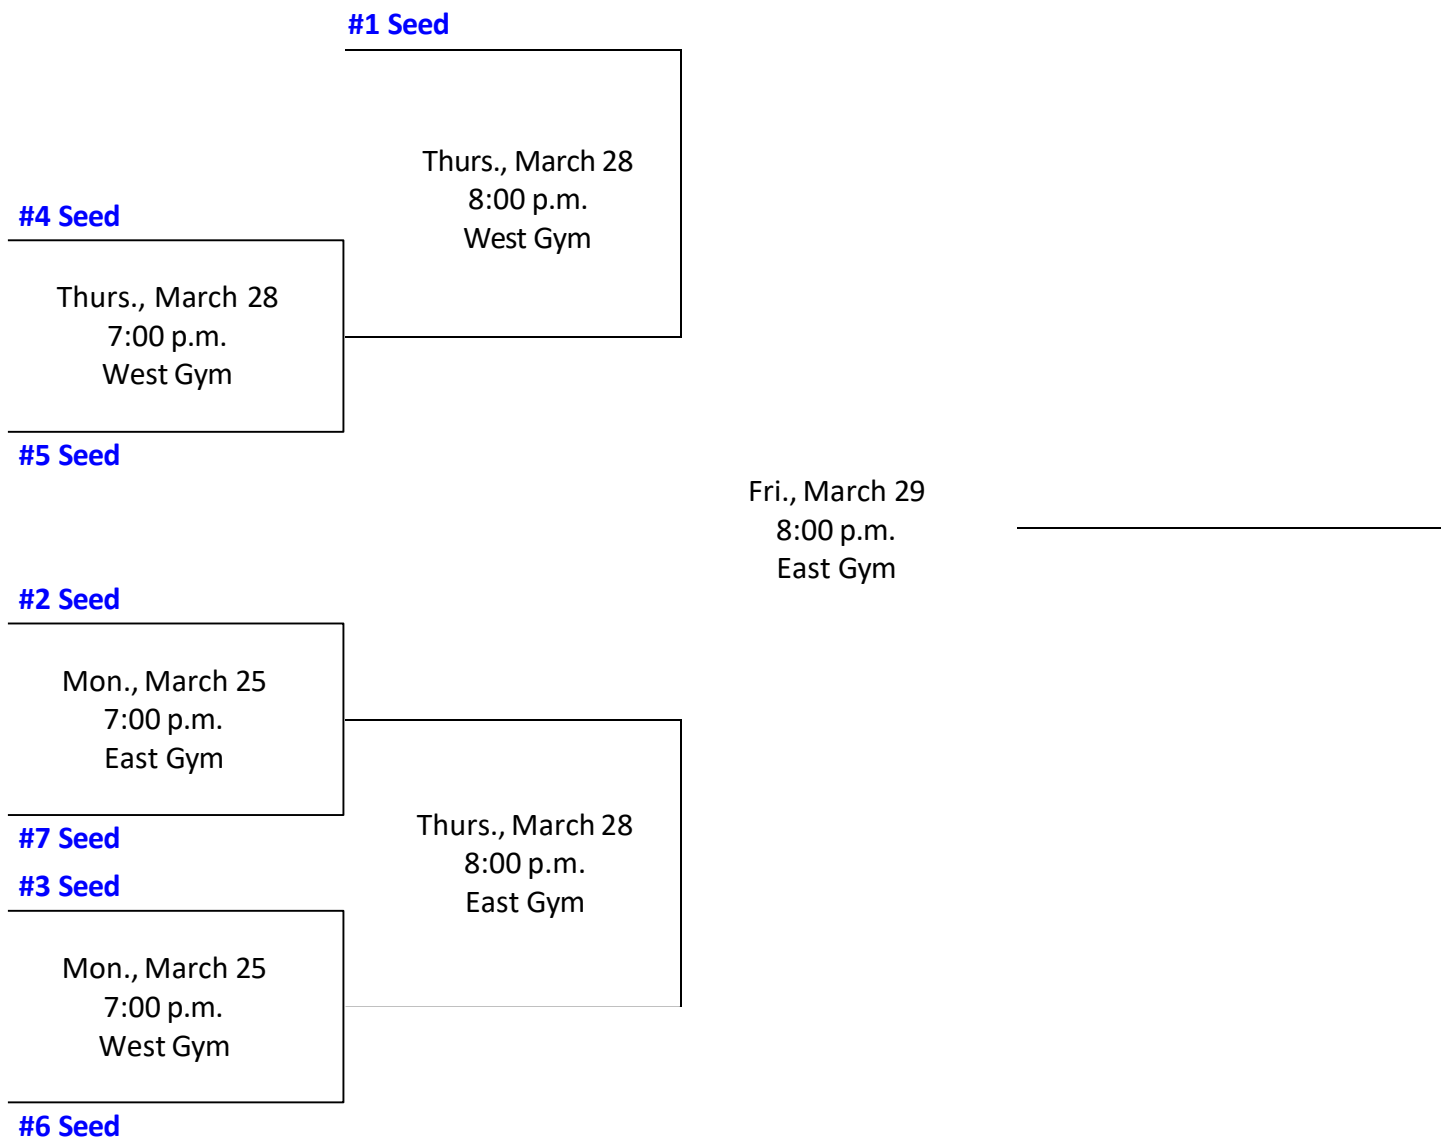 #1 Seed
Thurs., March 28
8:00 p.m.
West Gym
#4 Seed
Thurs., March 28
7:00 p.m.
West Gym
#5 Seed
Fri., March 29
8:00 p.m.
East Gym
#2 Seed
Mon., March 25
7:00 p.m.
East Gym
#7 Seed
Thurs., March 28
8:00 p.m.
East Gym
#3 Seed
Mon., March 25
7:00 p.m.
West Gym
#6 Seed